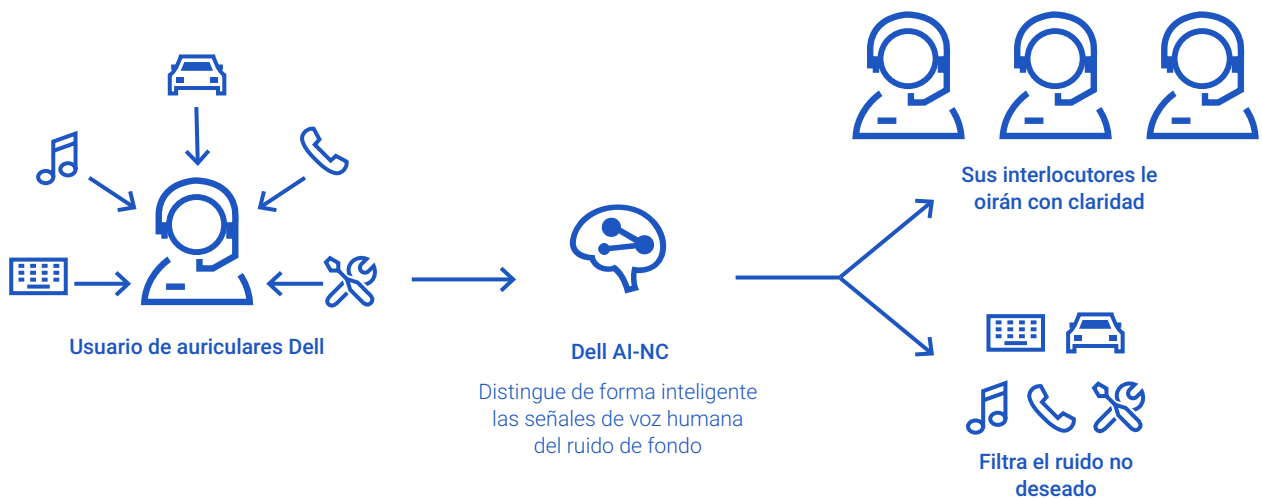 Usuario de auriculares Dell
Dell AI-NC
Distingue de forma inteligente
las señales de voz humana
del ruido de fondo
Sus interlocutores le
oirán con claridad
Filtra el ruido no
deseado